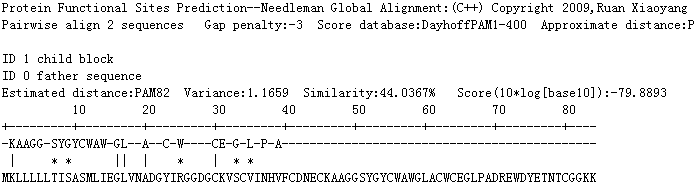 Protein Functional Sites Prediction--Needleman Global Alignment:(C++) Copyright 2009,Ruan Xiaoyang
Pairwise align 2 sequences   Gap penalty:-3  Score database:DayhoffPAM1-400  Approximate distance:P
ID 1 child block
ID 0 father sequence
Estimated distance:PAM82  Variance:1.1659  Similarity:44.0367%   Score(10*log[base10]):-79.8893
         10        20        30        40        50        60        70        80
+---------|---------|---------|---------|---------|---------|---------|---------|---
-KAAGG-SYGYCWAW-GL--A--C-W----CE-G-L-P-A--------------------------------------------
 |     * *       ||  |    *    |  * *
MKLLLLLTISASMLIEGLVNADGYIRGGDGCKVSCVINHVFCDNECKAAGGSYGYCWAWGLACWCEGLPADREWDYETNTCGGKK